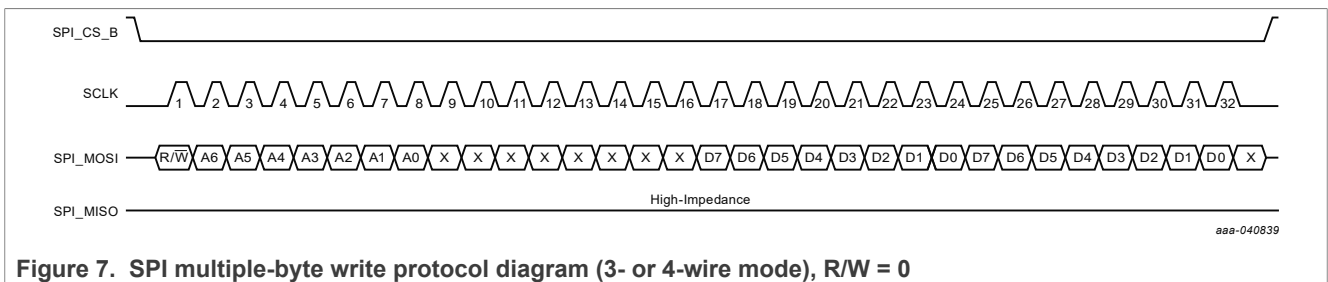 SPI_CS_B
SCLK
1 2 3 4 5 6 7 8 9 10 11 12 13 14 15 16 17 18 19 20 21 22 23 24 25 26 27 28 29 30 31 32
SPI_MOSI
R/W̅ A6 A5 A4 A3 A2 A1 A0 X X X X X X X X D7 D6 D5 D4 D3 D2 D1 D0 D7 D6 D5 D4 D3 D2 D1 D0 X
High-Impedance
SPI_MISO
aaa-040839
Figure 7. SPI multiple-byte write protocol diagram (3- or 4-wire mode), R/W = 0